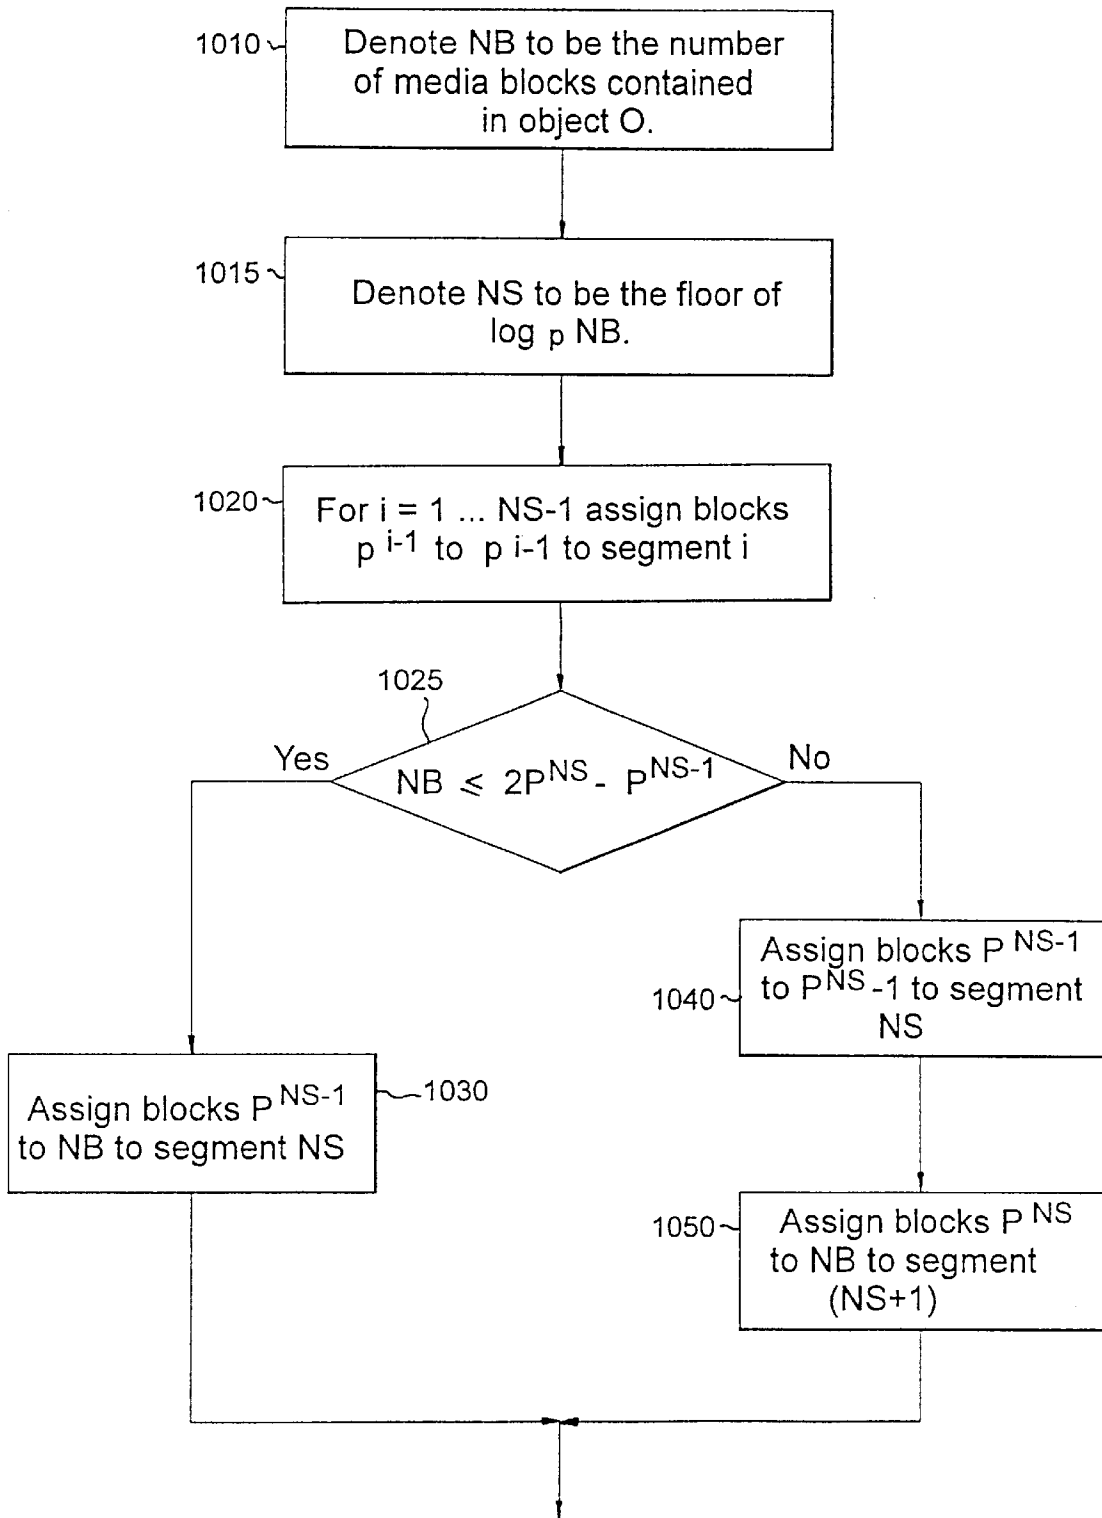 1010
Denote NB to be the number
of media blocks contained
in object O.
1015
Denote NS to be the floor of
log p NB.
1020
For i = 1 ... NS-1 assign blocks
p i-1 to p i-1 to segment i
1025
Yes
No
NB ≤ 2P^NS - P^NS-1
Assign blocks P^NS-1
to P^NS -1 to segment
NS
1040
1030
Assign blocks P^NS-1
to NB to segment NS
1050
Assign blocks P^NS
to NB to segment
(NS+1)